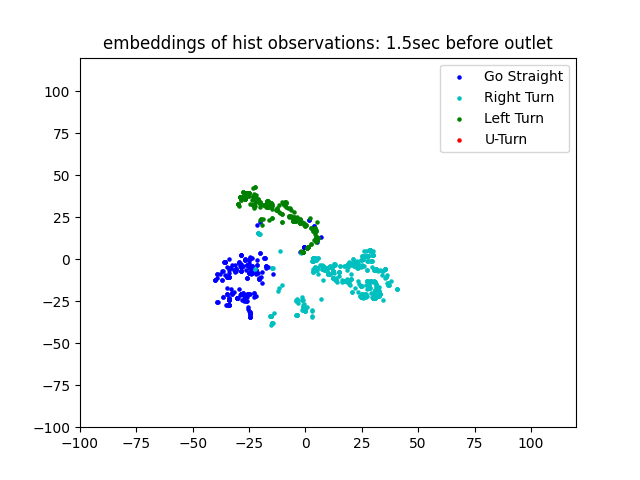 embeddings of hist observations: 1.5sec before outlet
Go Straight
Right Turn
Left Turn
U-Turn
100
75
50
25
0
−25
−50
−75
−100
−100 −75 −50 −25 0 25 50 75 100